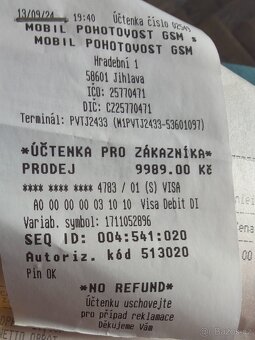 13/09/24 19:40 Účtenka číslo 02545
MOBIL POHOTOVOST GSM s
MOBIL POHOTOVOST GSM
Hradební 1
58601 Jihlava
ICO: 25770471
DIČ: CZ25770471
Terminál: PVTJ2433 (M1PVTJ2433-53601097)
*ÚČTENKA PRO ZÁKAZNÍKA*
PRODEJ 9989.00 Kč
**** **** **** 4783 / 01 (S) VISA
A0 00 00 00 03 10 10 Visa Debit DI
Variab. symbol: 1711052896
SEQ ID: 004:541:020
Autoriz. kód 513020
Pin OK
*NO REFUND*
Účtenku uschovejte
pro případ reklamace
Děkujeme Vám